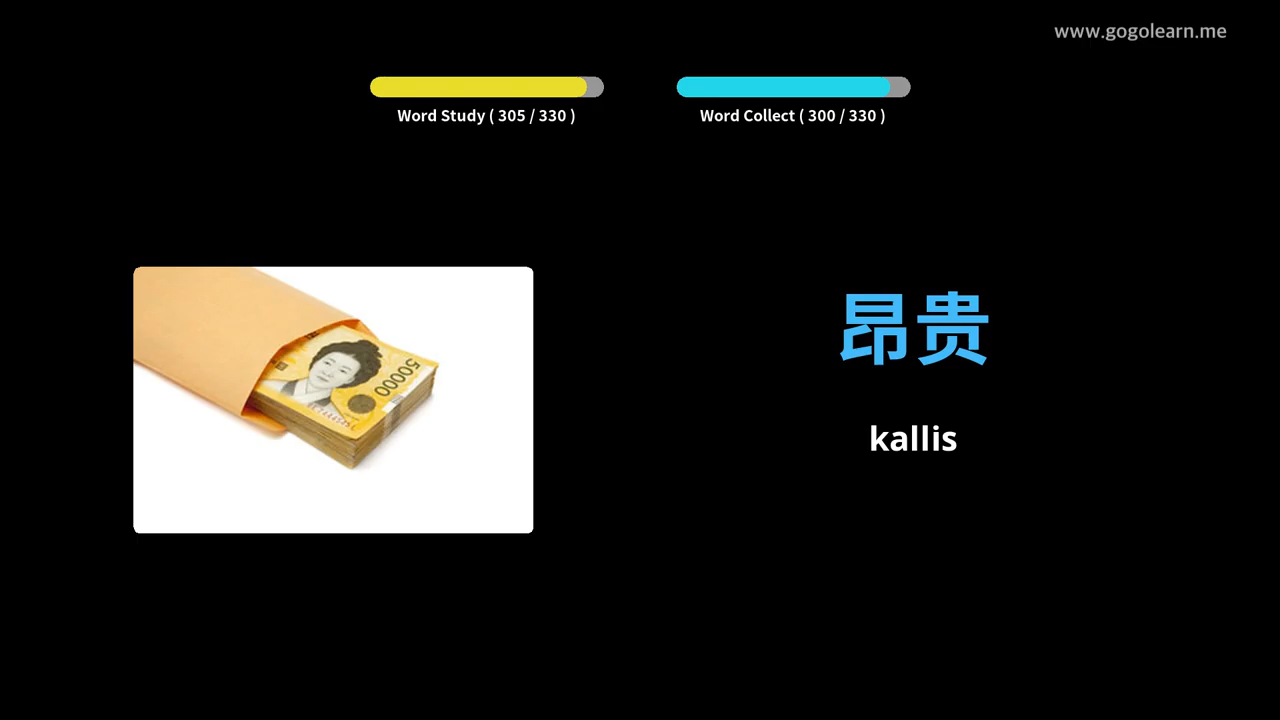 www.gogolearn.me
Word Study ( 305 / 330 )
Word Collect ( 300 / 330 )
50000
昂贵
kallis